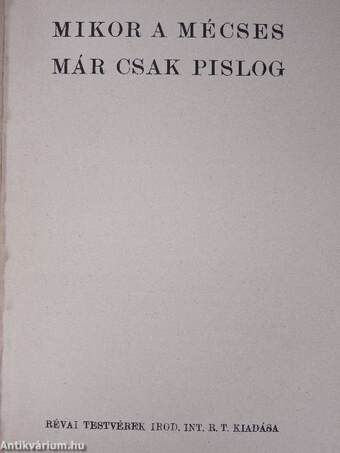 MIKOR A MÉCSES
MÁR CSAK PISLOG
RÉVAI TESTVÉREK IROD. INT. R. T. KIADÁSA
Antikvárium.hu